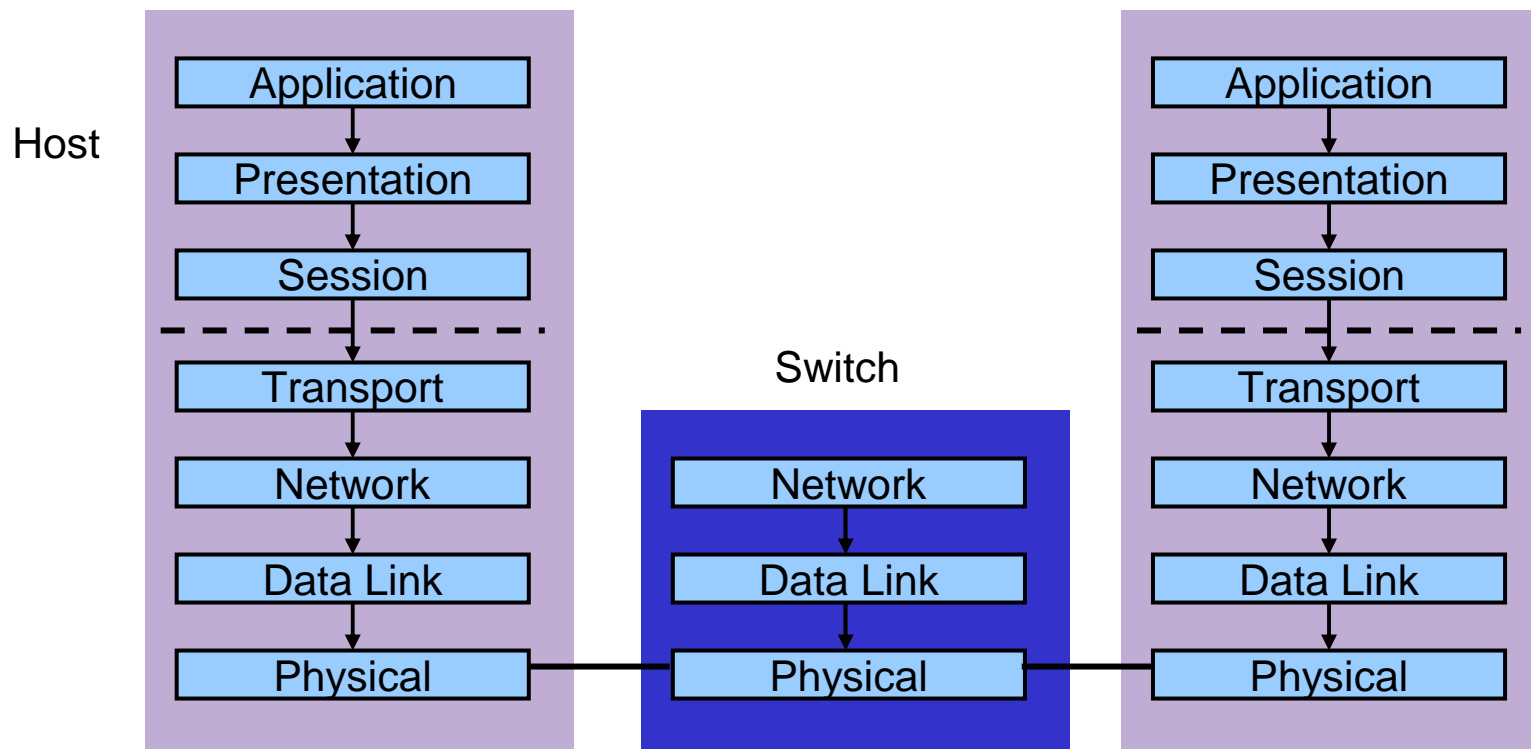 Host
Application
Presentation
Session
Transport
Network
Data Link
Physical
Switch
Network
Data Link
Physical
Application
Presentation
Session
Transport
Network
Data Link
Physical